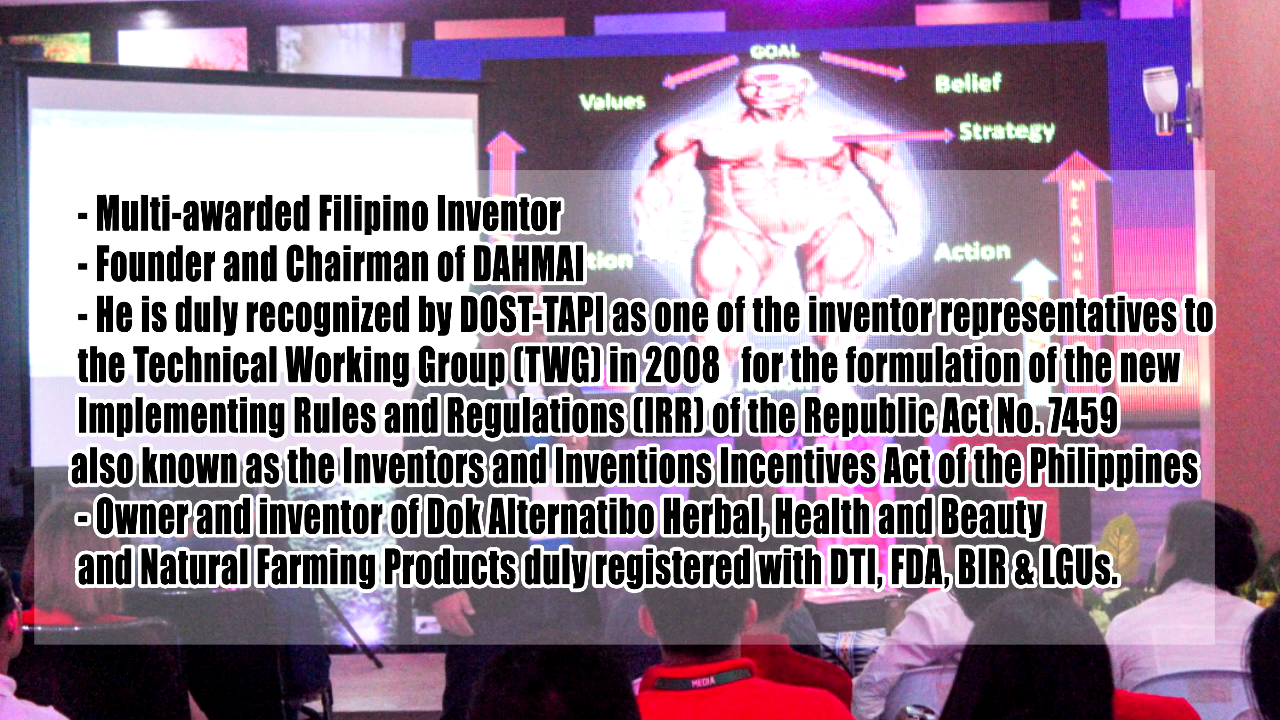 GOAL
Values
Belief
Strategy
- Multi-awarded Filipino Inventor
- Founder and Chairman of DAHMAI
Action
- He is duly recognized by DOST-TAPI as one of the inventor representatives to
the Technical Working Group (TWG) in 2008 for the formulation of the new
Implementing Rules and Regulations (IRR) of the Republic Act No. 7459
also known as the Inventors and Inventions Incentives Act of the Philippines
- Owner and inventor of Dok Alternatibo Herbal, Health and Beauty
and Natural Farming Products duly registered with DTI, FDA, BIR & LGUs.
MEDIA